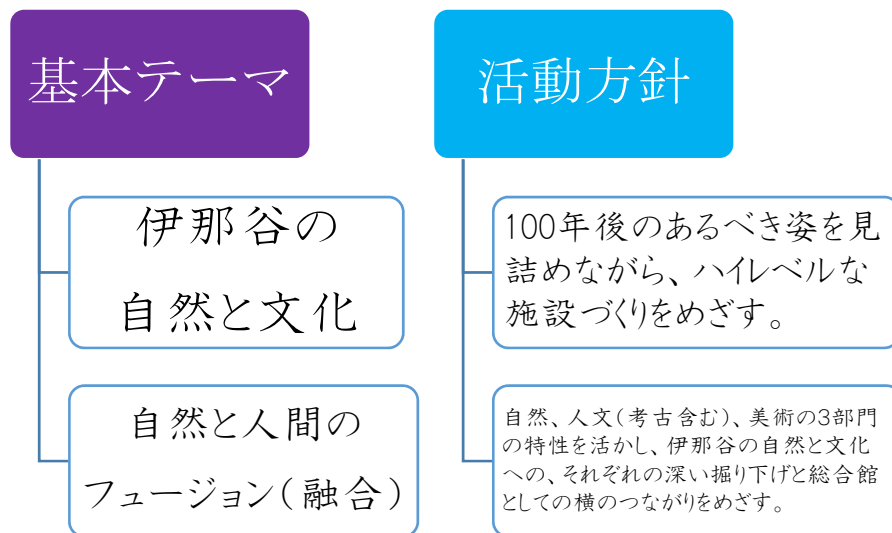 基本テーマ
伊那谷の
自然と文化
自然と人間の
フュージョン(融合)
活動方針
100年後のあるべき姿を見
詰めながら、ハイレベルな
施設づくりをめざす。
自然、人文(考古含む)、美術の3部門
の特性を活かし、伊那谷の自然と文化
への、それぞれの深い掘り下げと総合館
としての横のつながりをめざす。